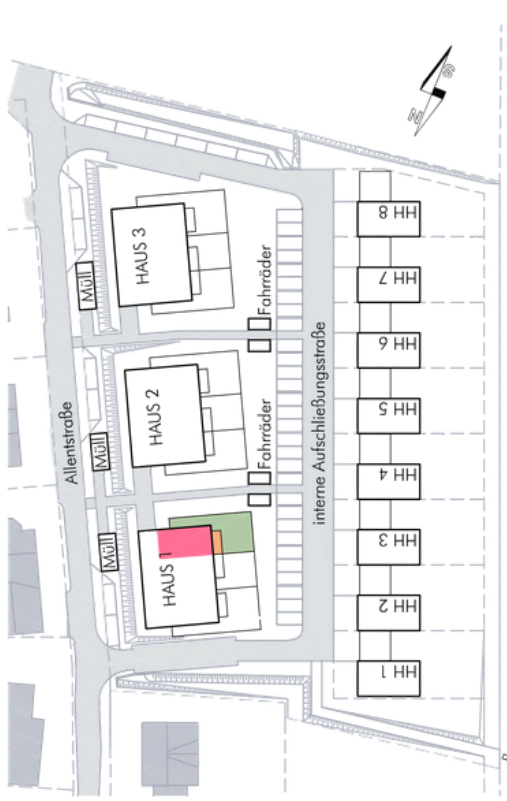 S
N
HAUS 3
Müll
Fahrräder
HH 8
HH 7
HH 6
Allentstraße
HAUS 2
Müll
Fahrräder
interne Aufschließungsstraße
HH 5
HH 4
HAUS 1
Müll
HH 3
HH 2
HH 1